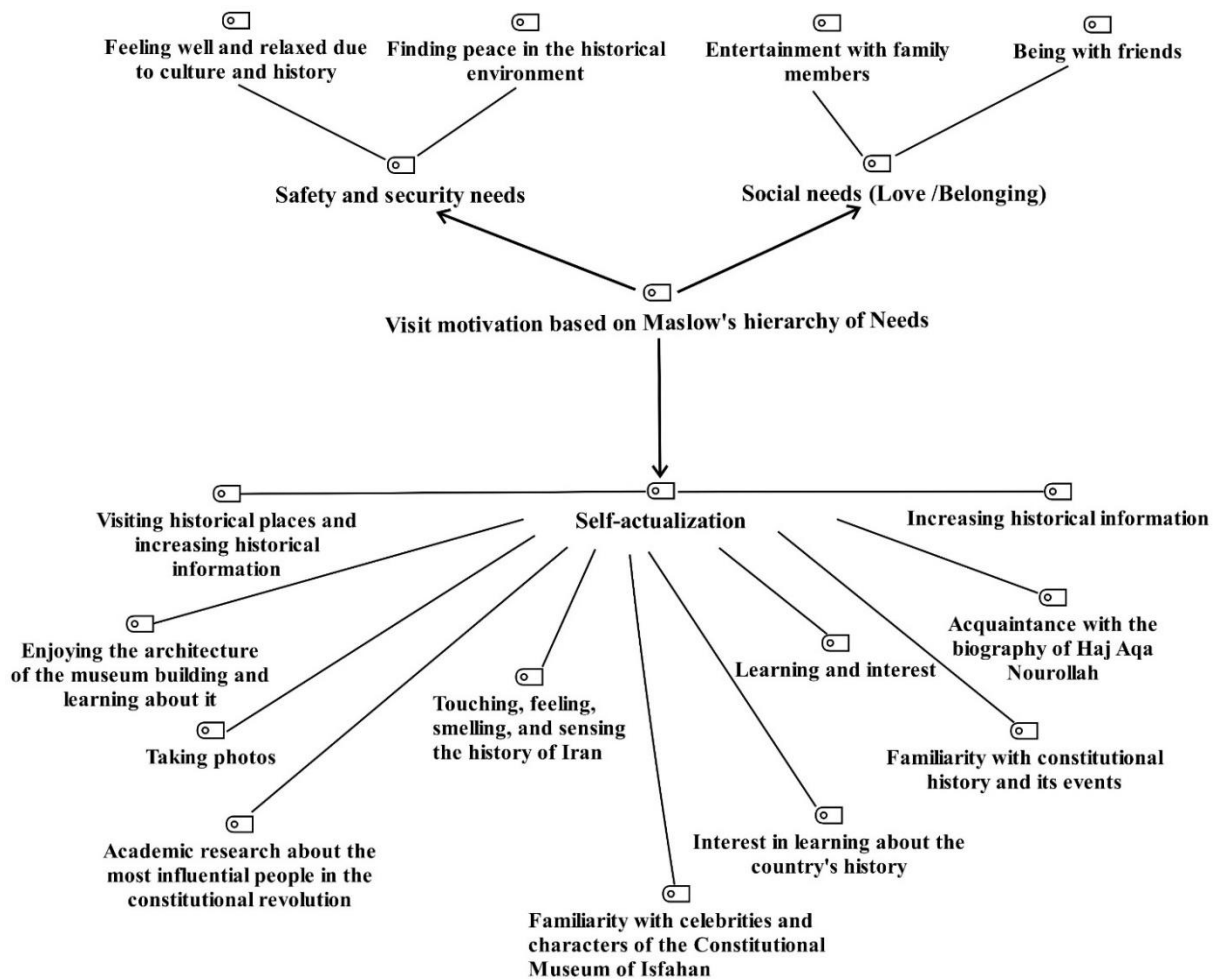 Feeling well and relaxed due
to culture and history
Finding peace in the historical
environment
Entertainment with family
members
Being with friends
Safety and security needs
Social needs (Love /Belonging)
Visit motivation based on Maslow's hierarchy of Needs
Visiting historical places and
increasing historical
information
Self-actualization
Increasing historical information
Enjoying the architecture
of the museum building and
learning about it
Acquaintance with the
biography of Haj Aqa
Nourollah
Learning and interest
Touching, feeling,
smelling, and sensing
the history of Iran
Taking photos
Familiarity with constitutional
history and its events
Academic research about the
most influential people in the
constitutional revolution
Interest in learning about the
country's history
Familiarity with celebrities and
characters of the Constitutional
Museum of Isfahan